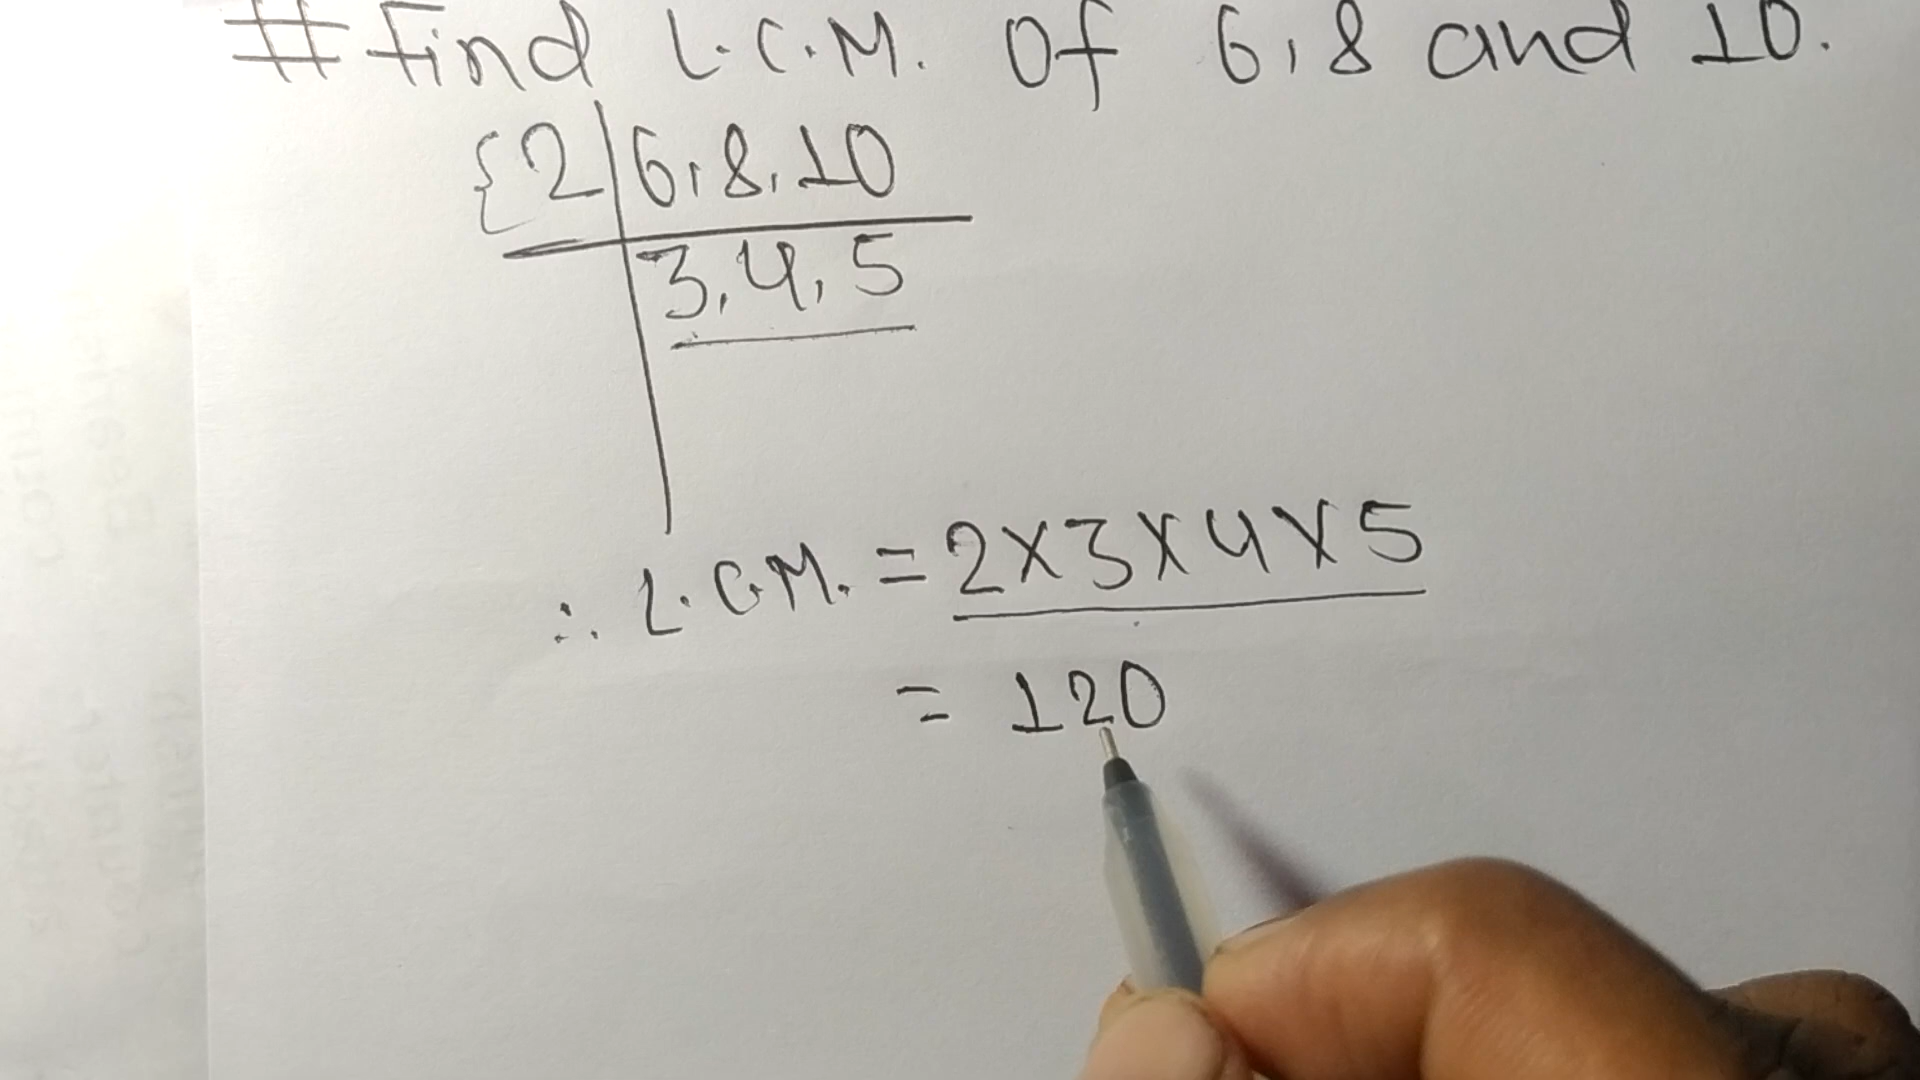 # Find L.C.M. of 6, 8 and 10.
{2 | 6, 8, 10
3, 4, 5
∴ L.C.M. = 2 X 3 X 4 X 5
= 120